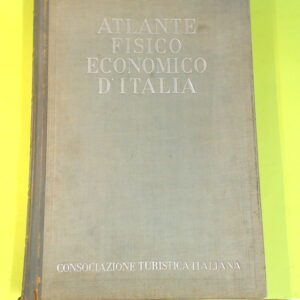 ATLANTE
FISICO
ECONOMICO
D'ITALIA
CONSOCIAZIONE TURISTICA ITALIANA